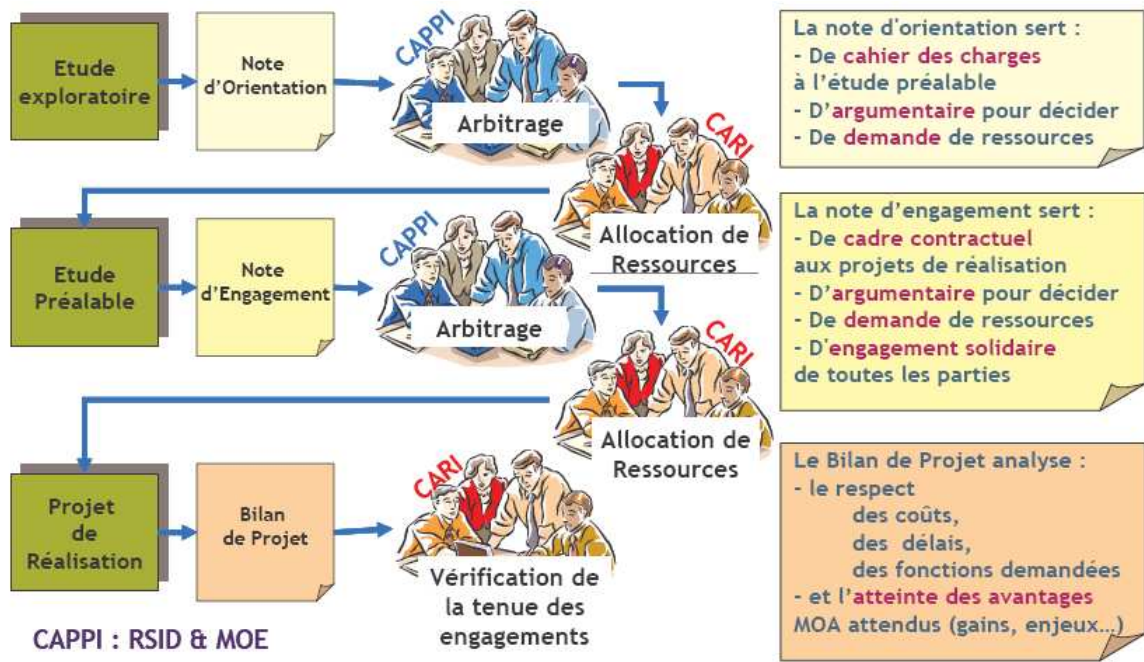 Etude
exploratoire
Note
d'Orientation
CAPPI
Arbitrage
CARI
Allocation de
Ressources
La note d'orientation sert :
- De cahier des charges
à l'étude préalable
- D'argumentaire pour décider
- De demande de ressources
Etude
Préalable
Note
d'Engagement
CAPPI
Arbitrage
CARI
Allocation de
Ressources
La note d'engagement sert :
- De cadre contractuel
aux projets de réalisation
- D'argumentaire pour décider
- De demande de ressources
- D'engagement solidaire
de toutes les parties
Projet
de
Réalisation
Bilan
de Projet
CARI
Vérification de
la tenue des
engagements
Le Bilan de Projet analyse :
- le respect
des coûts,
des délais,
des fonctions demandées
- et l'atteinte des avantages
MOA attendus (gains, enjeux...)
CAPPI : RSID & MOE